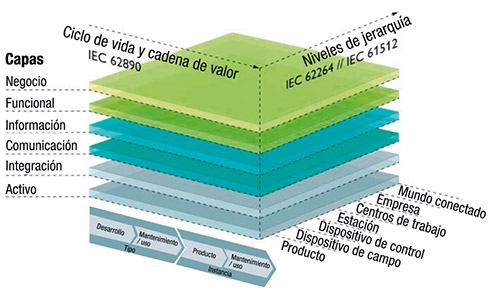 Ciclo de vida y cadena de valor
IEC 62890
Niveles de jerarquía
IEC 62264 // IEC 61512
Capas
Negocio
Funcional
Información
Comunicación
Integración
Activo
Mundo conectado
Empresa
Centros de trabajo
Estación
Dispositivo de control
Dispositivo de campo
Producto
Desarrollo
Mantenimiento
/ uso
Tipo
Producto
Mantenimiento
/ uso
Instancia